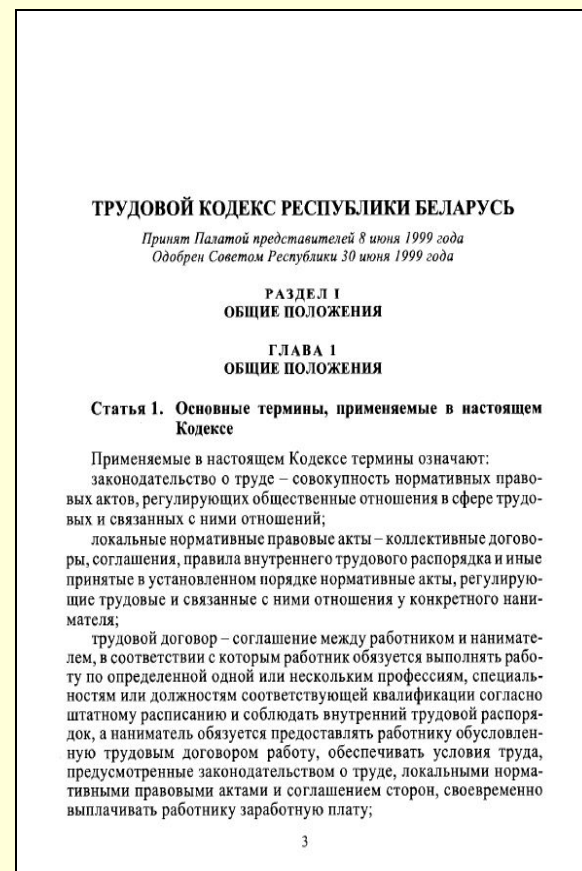 ТРУДОВОЙ КОДЕКС РЕСПУБЛИКИ БЕЛАРУСЬ
Принят Палатой представителей 8 июня 1999 года
Одобрен Советом Республики 30 июня 1999 года
РАЗДЕЛ I
ОБЩИЕ ПОЛОЖЕНИЯ
ГЛАВА 1
ОБЩИЕ ПОЛОЖЕНИЯ
Статья 1. Основные термины, применяемые в настоящем
Кодексе
Применяемые в настоящем Кодексе термины означают:
законодательство о труде – совокупность нормативных право-
вых актов, регулирующих общественные отношения в сфере трудо-
вых и связанных с ними отношений;
локальные нормативные правовые акты – коллективные догово-
ры, соглашения, правила внутреннего трудового распорядка и иные
принятые в установленном порядке нормативные акты, регулирую-
щие трудовые и связанные с ними отношения у конкретного нани-
мателя;
трудовой договор – соглашение между работником и нанимате-
лем, в соответствии с которым работник обязуется выполнять рабо-
ту по определенной одной или нескольким профессиям, специаль-
ностям или должностям соответствующей квалификации согласно
штатному расписанию и соблюдать внутренний трудовой распоря-
док, а наниматель обязуется предоставлять работнику обусловлен-
ную трудовым договором работу, обеспечивать условия труда,
предусмотренные законодательством о труде, локальными норма-
тивными правовыми актами и соглашением сторон, своевременно
выплачивать работнику заработную плату;
3